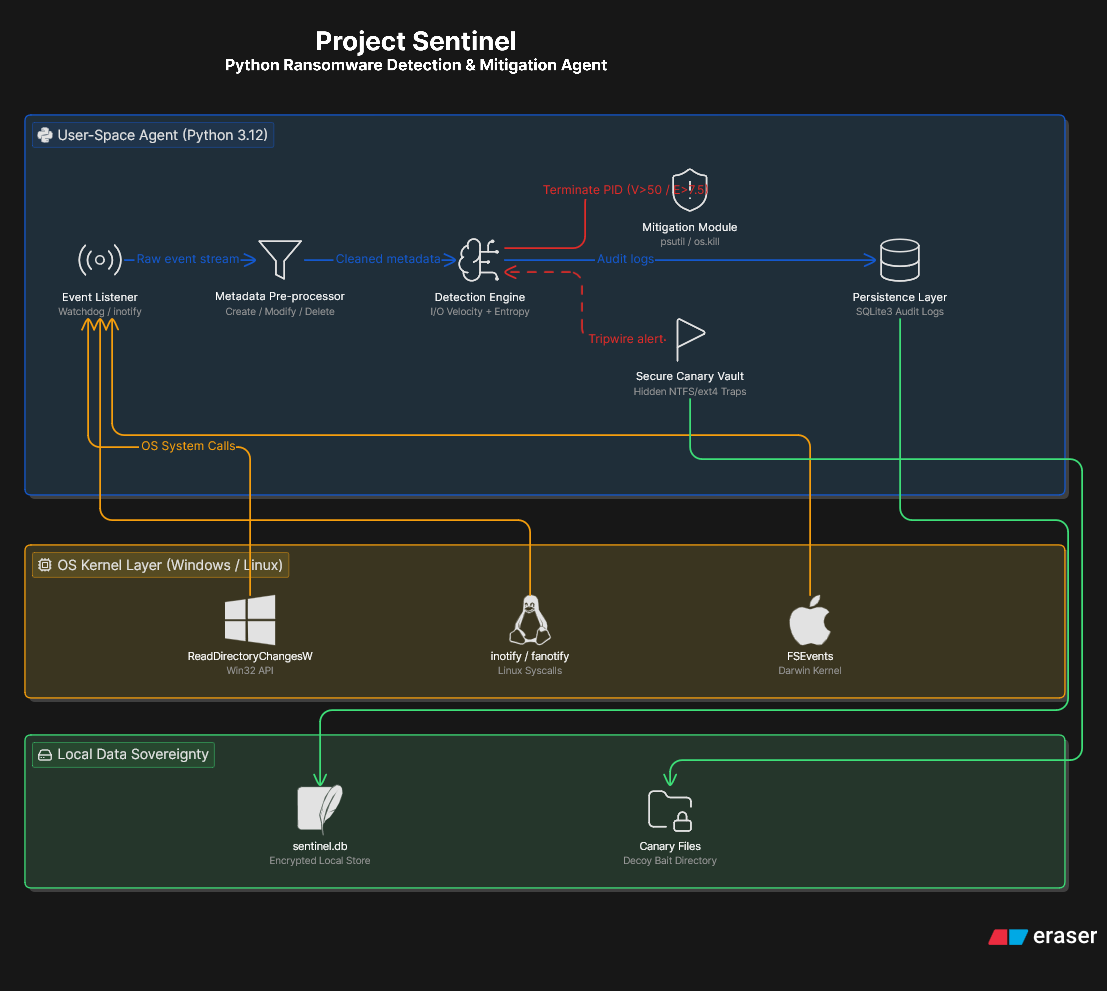 Project Sentinel
Python Ransomware Detection & Mitigation Agent
User-Space Agent (Python 3.12)
Terminate PID (V>50 / E>7.5)
Mitigation Module
psutil / os.kill
Raw event stream
Cleaned metadata
Audit logs
Event Listener
Watchdog / inotify
Metadata Pre-processor
Create / Modify / Delete
Detection Engine
I/O Velocity + Entropy
Persistence Layer
SQLite3 Audit Logs
Tripwire alert
Secure Canary Vault
Hidden NTFS/ext4 Traps
OS System Calls
OS Kernel Layer (Windows / Linux)
ReadDirectoryChangesW
Win32 API
inotify / fanotify
Linux Syscalls
FSEvents
Darwin Kernel
Local Data Sovereignty
sentinel.db
Encrypted Local Store
Canary Files
Decoy Bait Directory
eraser